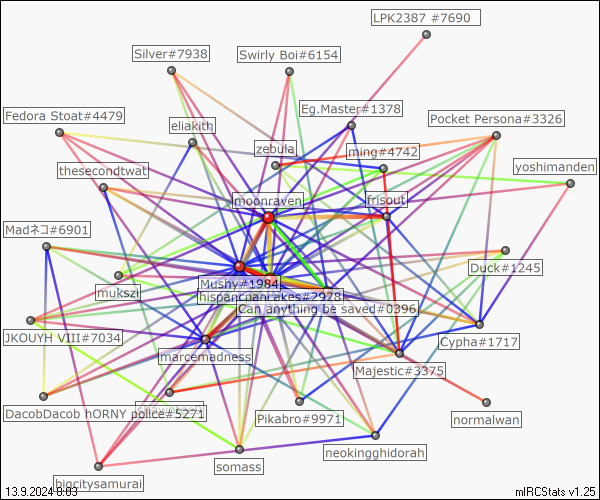 LPK2387 #7690
Silver#7938
Swirly Boi#6154
Eg.Master#1378
Fedora Stoat#4479
eliakith
Pocket Persona#3326
zebula
ming#4742
thesecondtwat
yoshimanden
moonraven
frisout
Madネコ#6901
Duck#1245
Mushy#1984
mukszi
hispanicpancakes#2928
Can anything be saved#0396
JKOUYH VIII#7034
Cypha#1717
marcemadness
Majestic#3375
DacobDacob hORNY police#5271
Pikabro#9971
normalwan
neokingghidorah
somass
bigcitysamurai
13.9.2024 0:03
mIRCStats v1.25